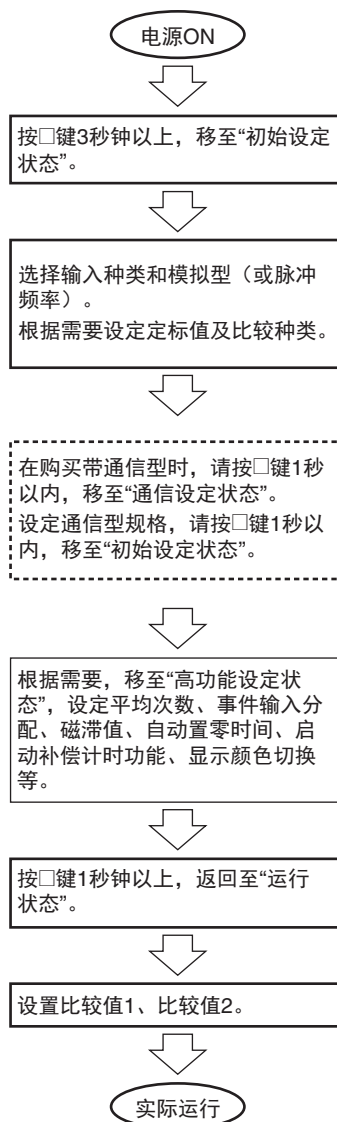 电源ON
按□键3秒钟以上，移至“初始设定
状态”。
选择输入种类和模拟型（或脉冲
频率）。
根据需要设定定标值及比较种类。
在购买带通信型时，请按□键1秒
以内，移至“通信设定状态”。
设定通信型规格，请按□键1秒以
内，移至“初始设定状态”。
根据需要，移至“高功能设定状
态”，设定平均次数、事件输入分
配、磁滞值、自动置零时间、启
动补偿计时功能、显示颜色切换
等。
按□键1秒钟以上，返回至“运行
状态”。
设置比较值1、比较值2。
实际运行